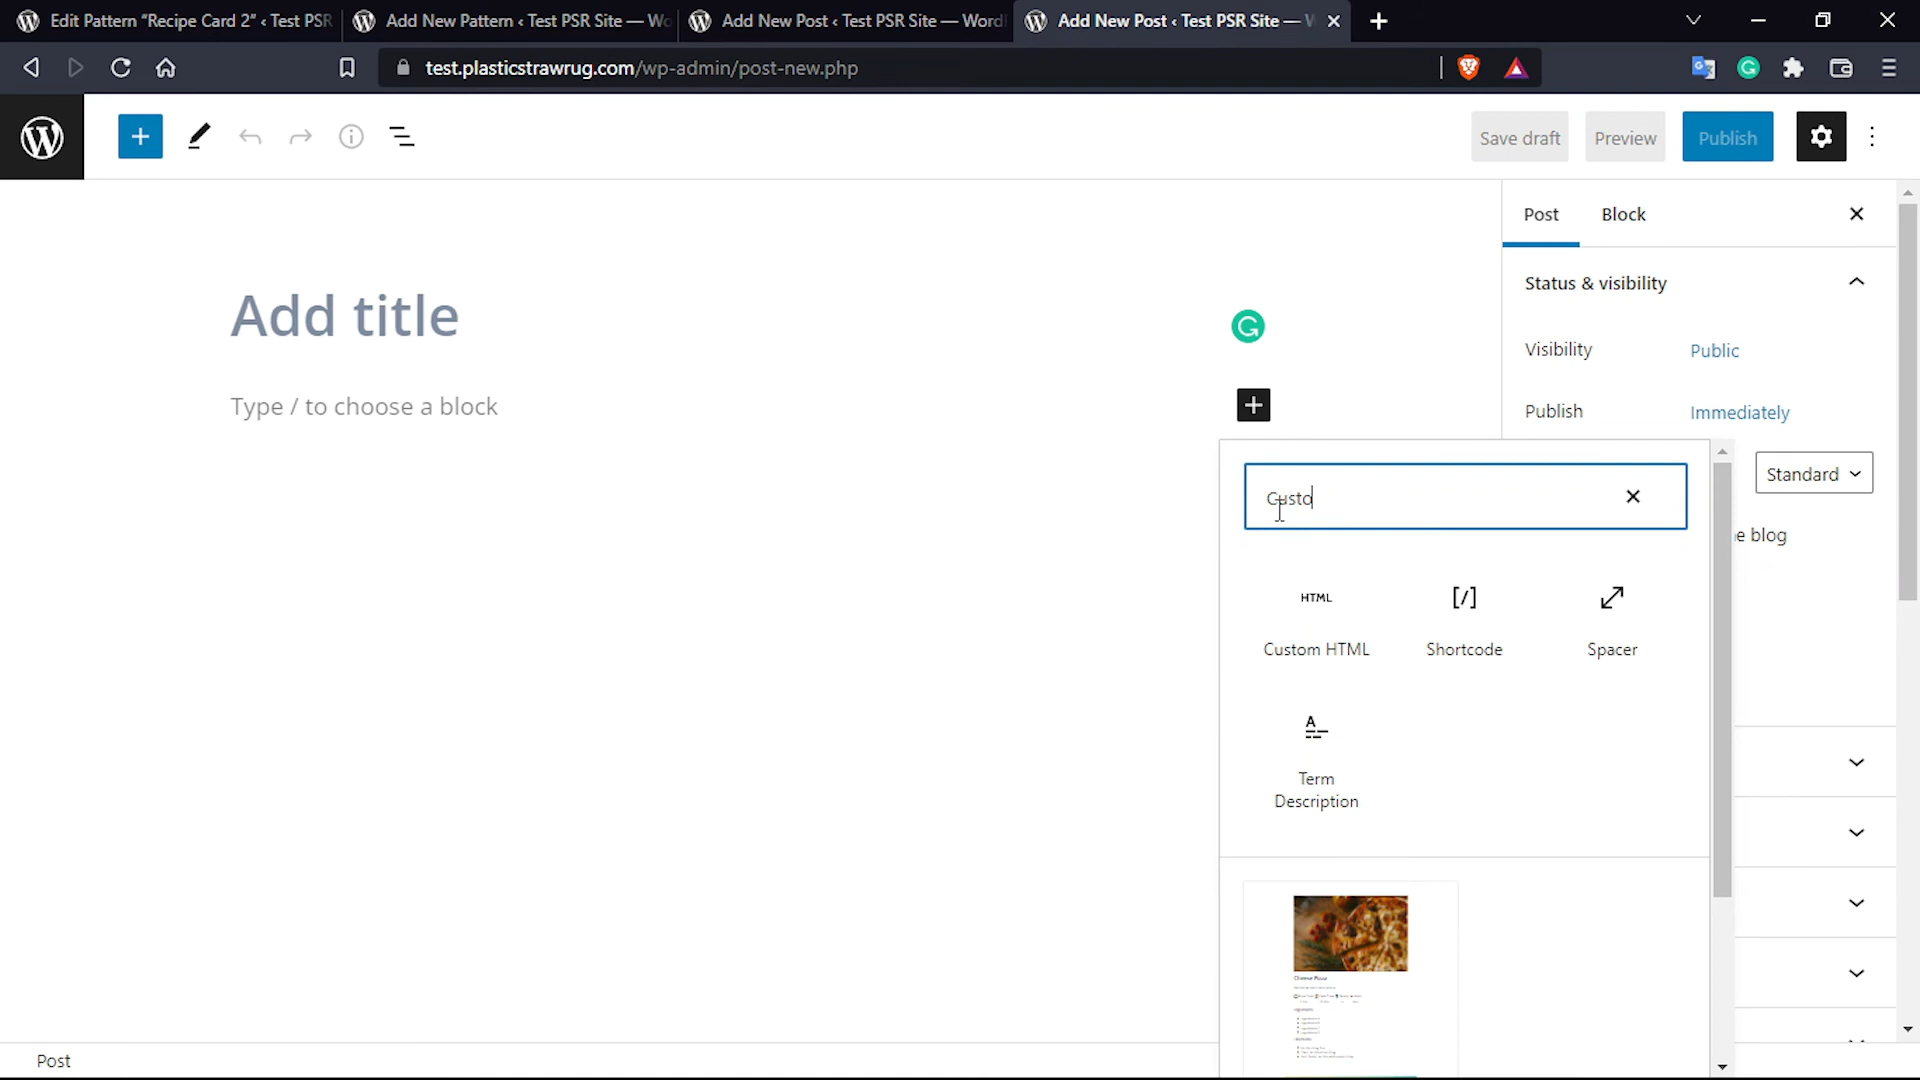 Edit Pattern “Recipe Card 2” ‹ Test PSR
Add New Pattern ‹ Test PSR Site — Wo
Add New Post ‹ Test PSR Site — Word
Add New Post ‹ Test PSR Site — W
test.plasticstrawrug.com/wp-admin/post-new.php
Save draft
Preview
Publish
Post
Block
Status & visibility
Add title
Visibility
Public
Type / to choose a block
Publish
Immediately
Standard
Custo
e blog
HTML
[/]
Custom HTML
Shortcode
Spacer
A
Term
Description
Cheese Pizza
Post